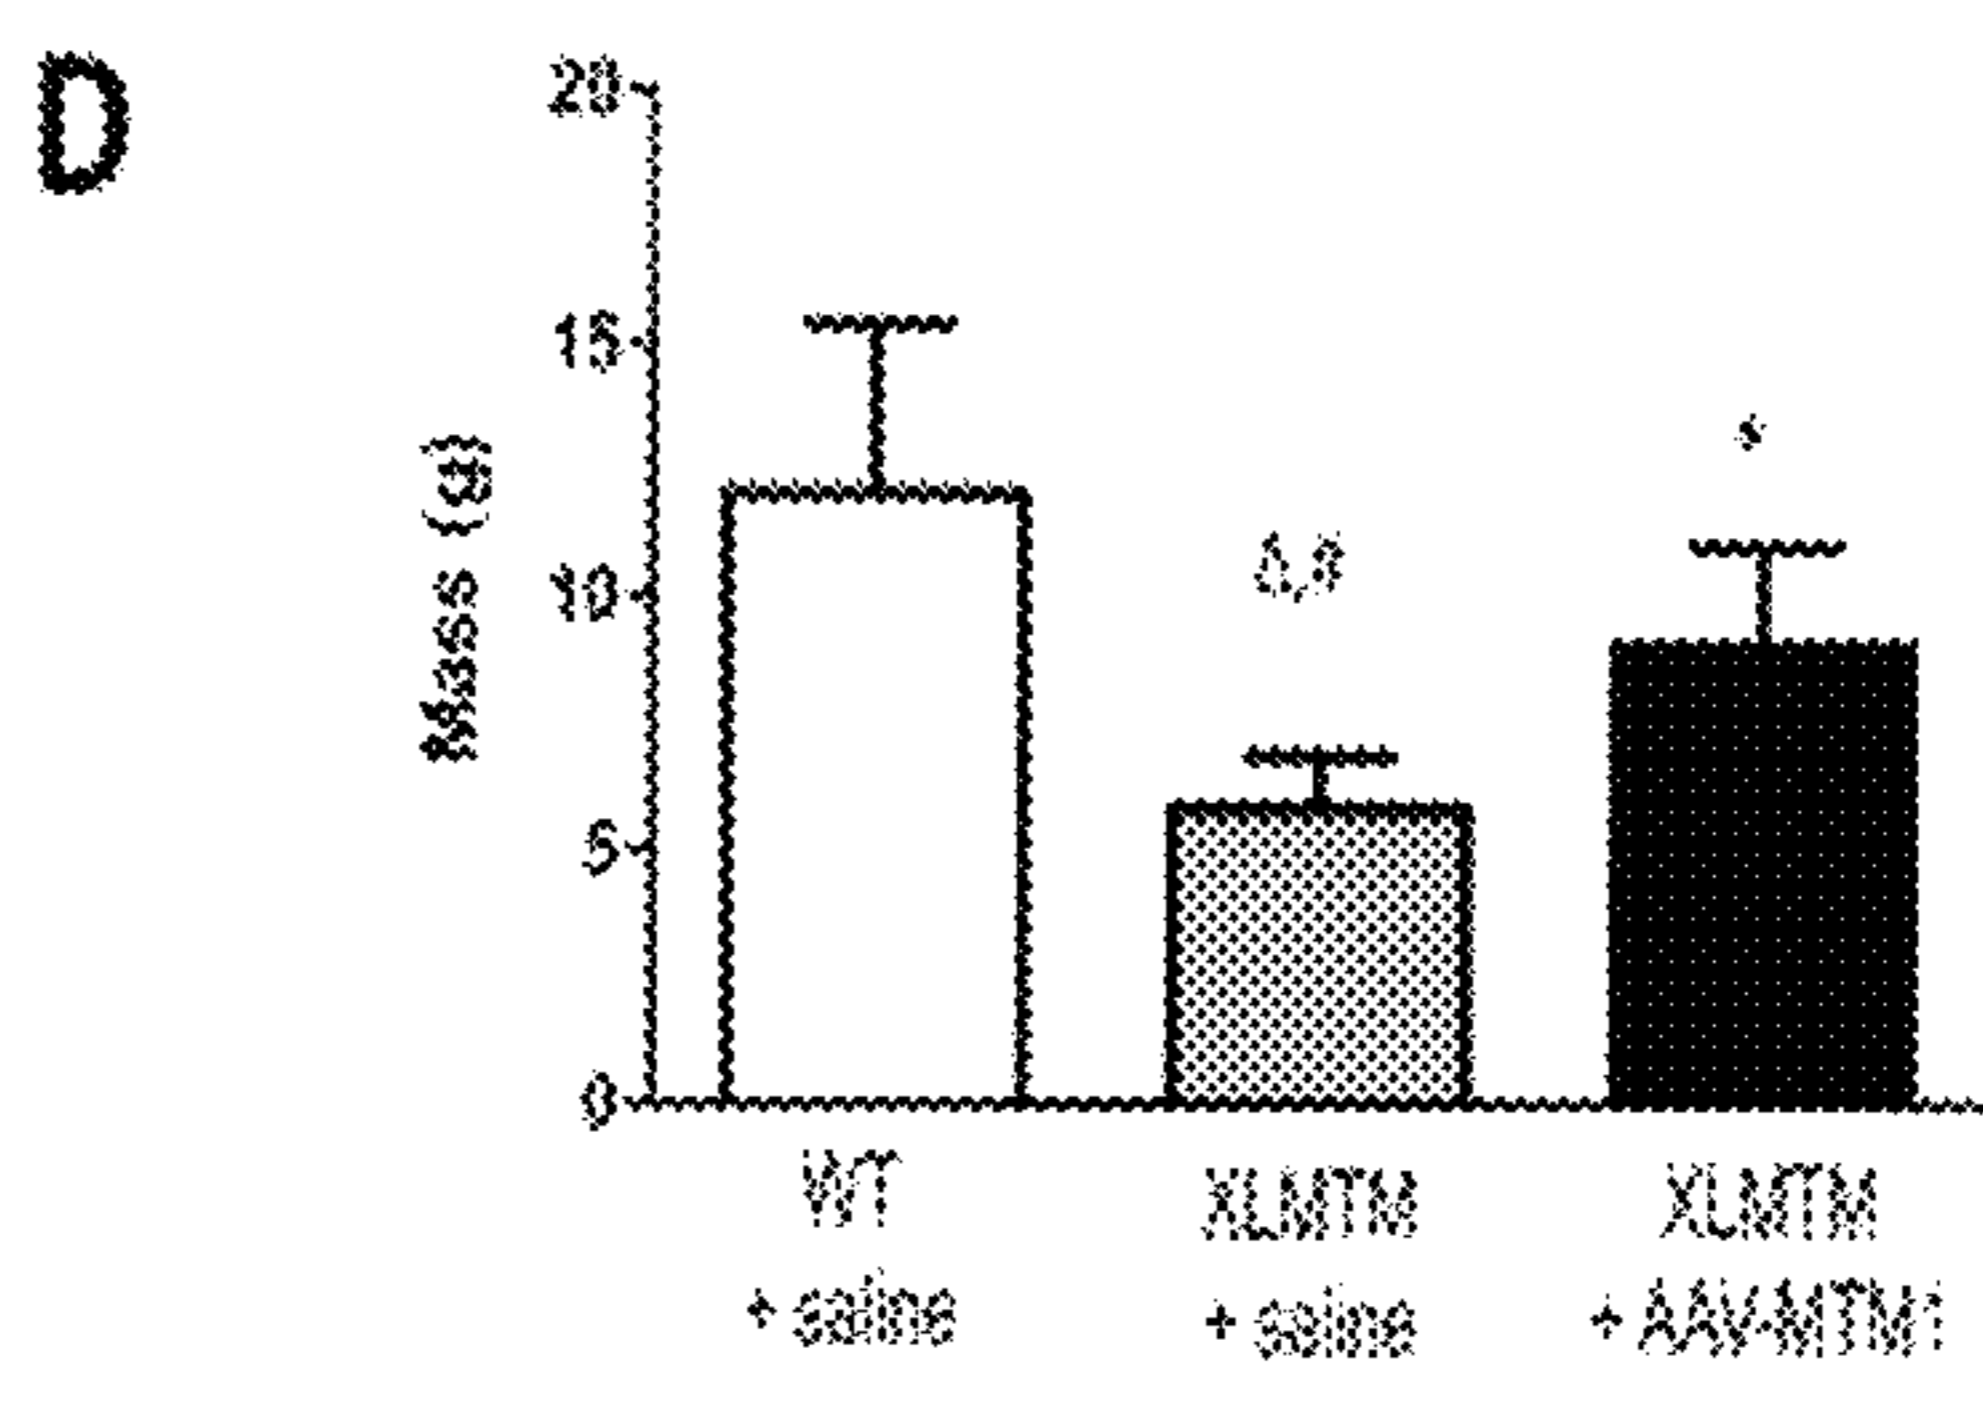 D
20
15
10
5
0
Mass (g)
Δ,#
*
WT
+ saline
XLMTM
+ saline
XLMTM
+ AAV-MTM1